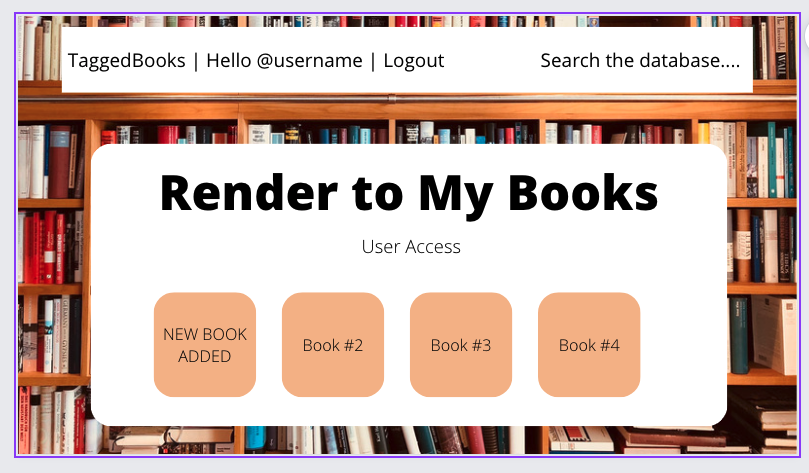 TaggedBooks | Hello @username | Logout
Search the database....
Render to My Books
User Access
NEW BOOK
ADDED
Book #2
Book #3
Book #4